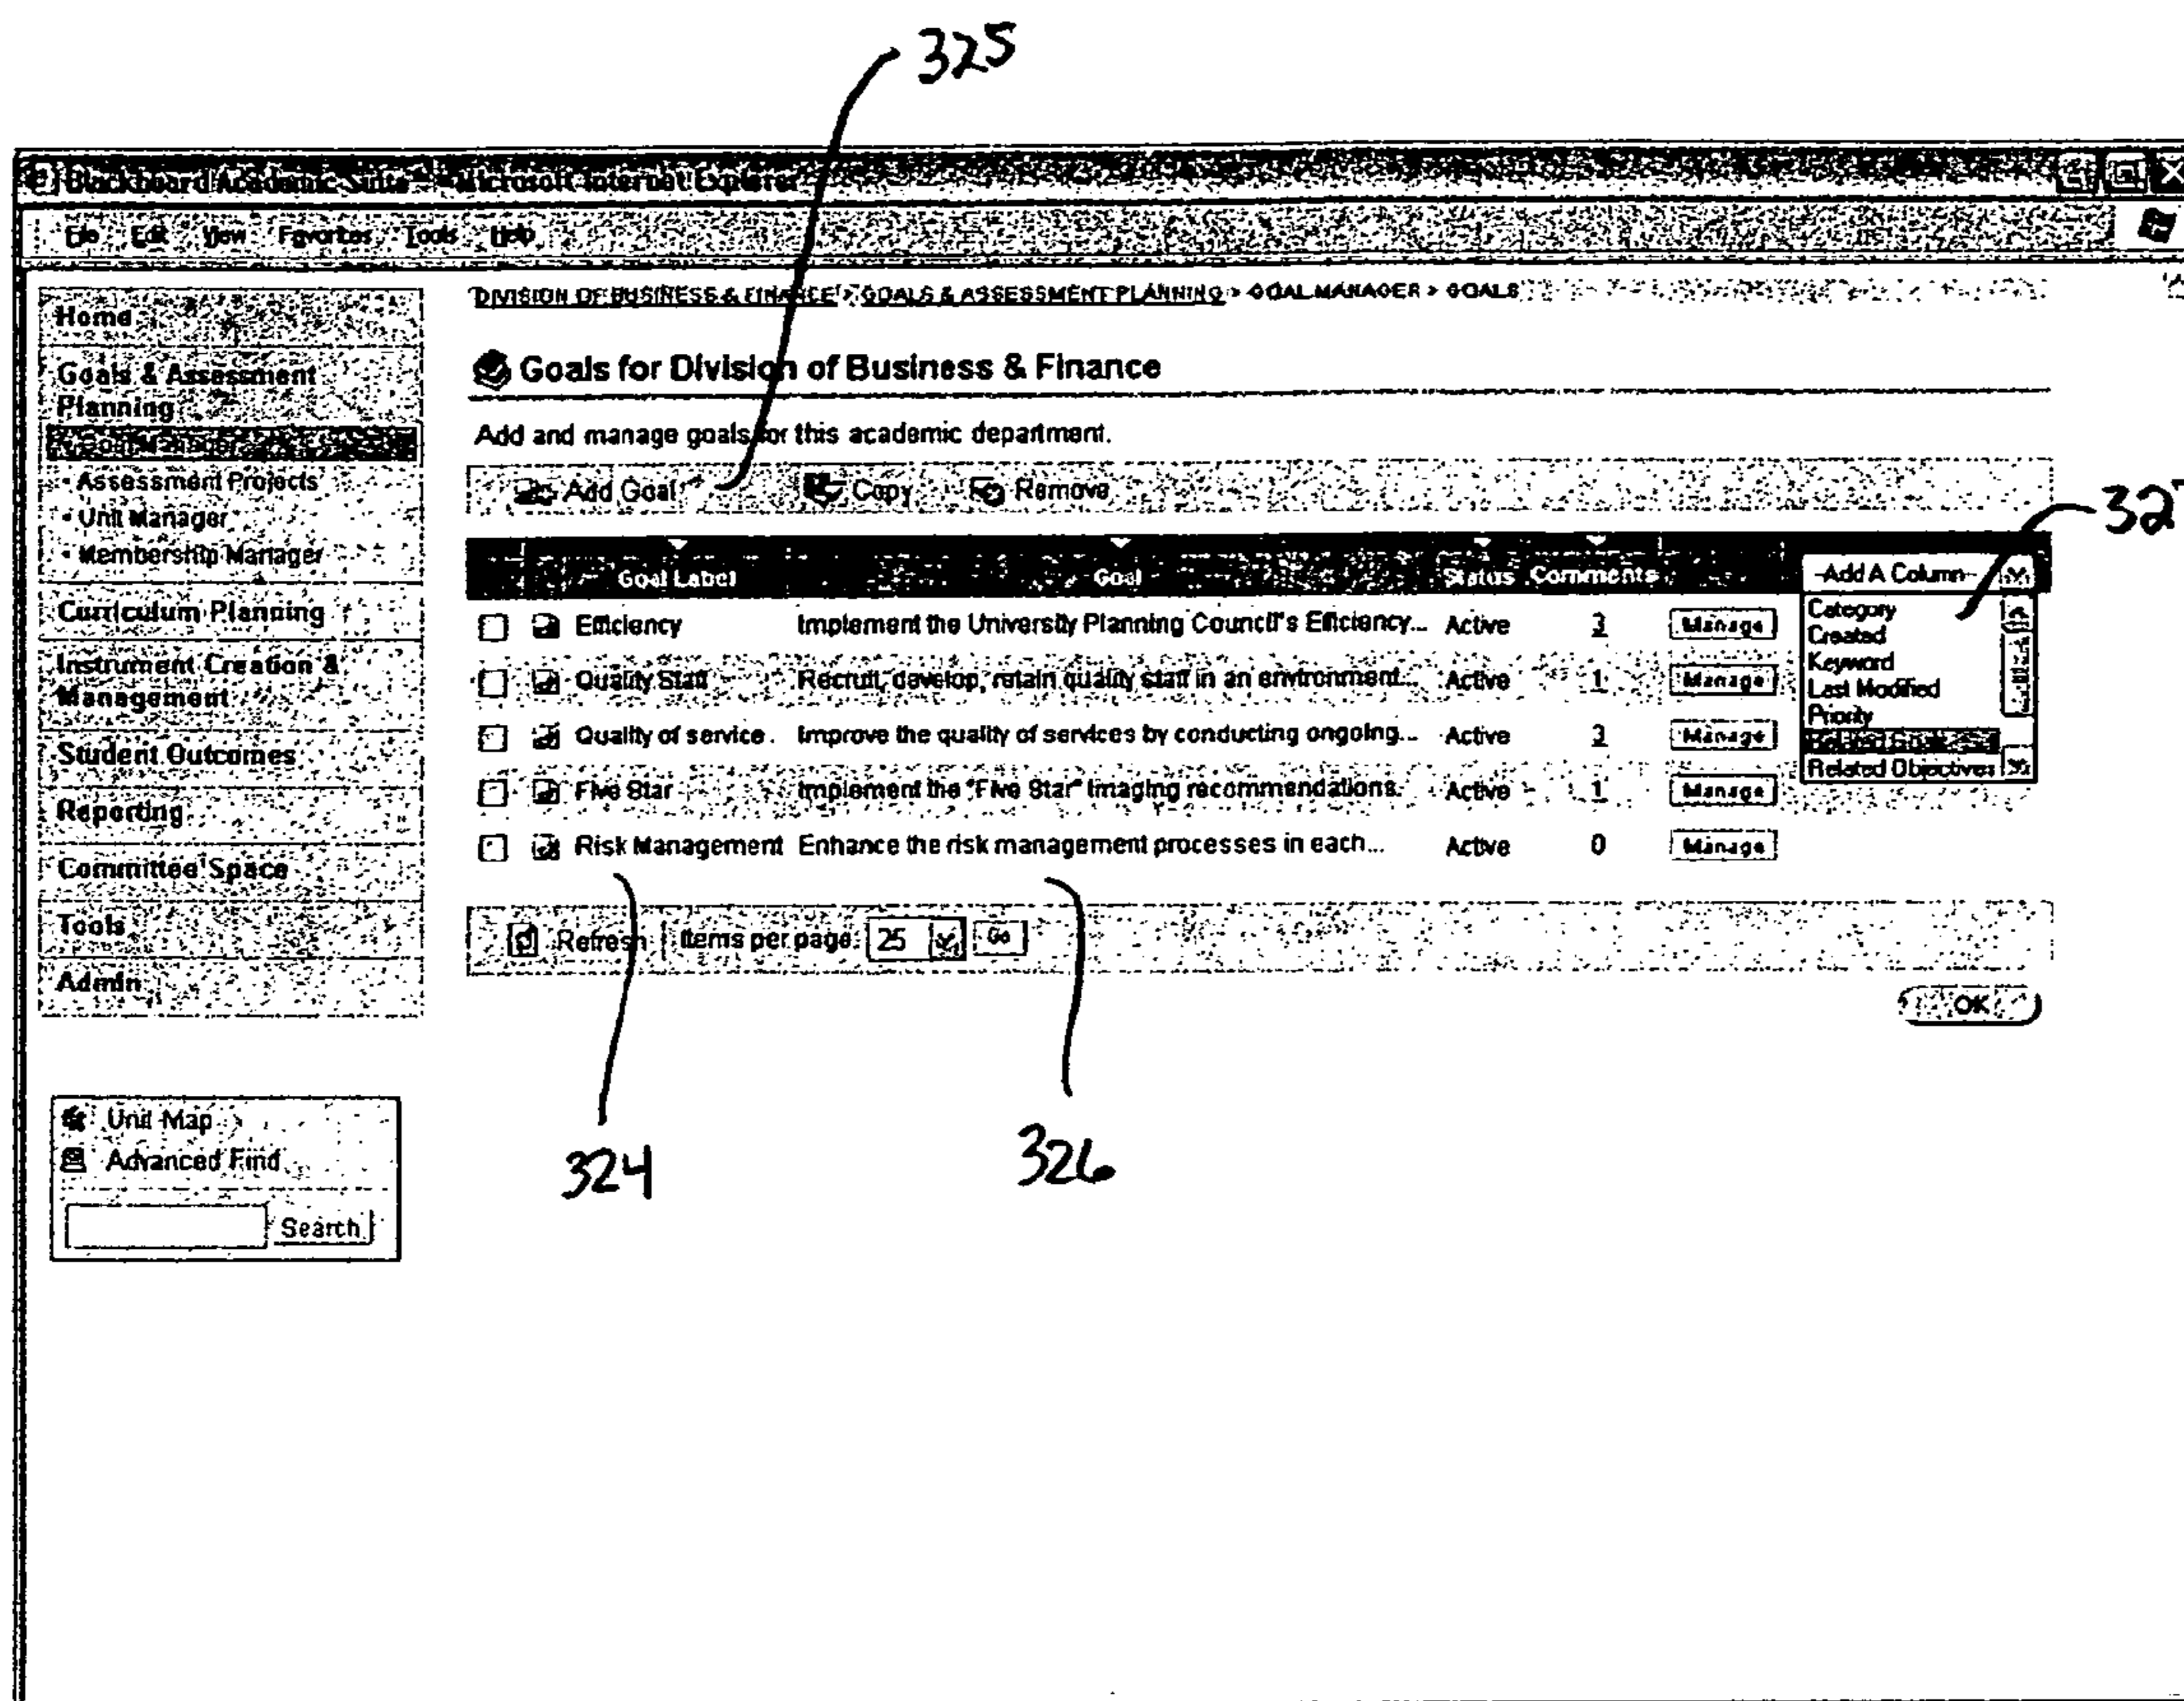 325
Blackboard Academic Suite - Microsoft Internet Explorer
File Edit View Favorites Tools Help
DIVISION OF BUSINESS & FINANCE > GOALS & ASSESSMENT PLANNING > GOAL MANAGER > GOALS
Home
Goals & Assessment
Planning
Goal Manager
• Assessment Projects
• Unit Manager
• Membership Manager
Curriculum Planning
Instrument Creation &
Management
Student Outcomes
Reporting
Committee Space
Tools
Admin
Unit Map
Advanced Find
Search
Goals for Division of Business & Finance
Add and manage goals for this academic department.
Add Goal Copy Remove
327
Goal Label Goal Status Comments -Add A Column-
Efficiency Implement the University Planning Council's Efficiency... Active 3 Manage
Quality Staff Recruit, develop, retain quality staff in an environment... Active 1 Manage
Quality of service. Improve the quality of services by conducting ongoing... Active 3 Manage
Five Star Implement the "Five Star" imaging recommendations. Active 1 Manage
Risk Management Enhance the risk management processes in each... Active 0 Manage
Category
Created
Keyword
Last Modified
Priority
Related Goals
Related Objectives
Refresh Items per page: 25 Go
OK
324
326